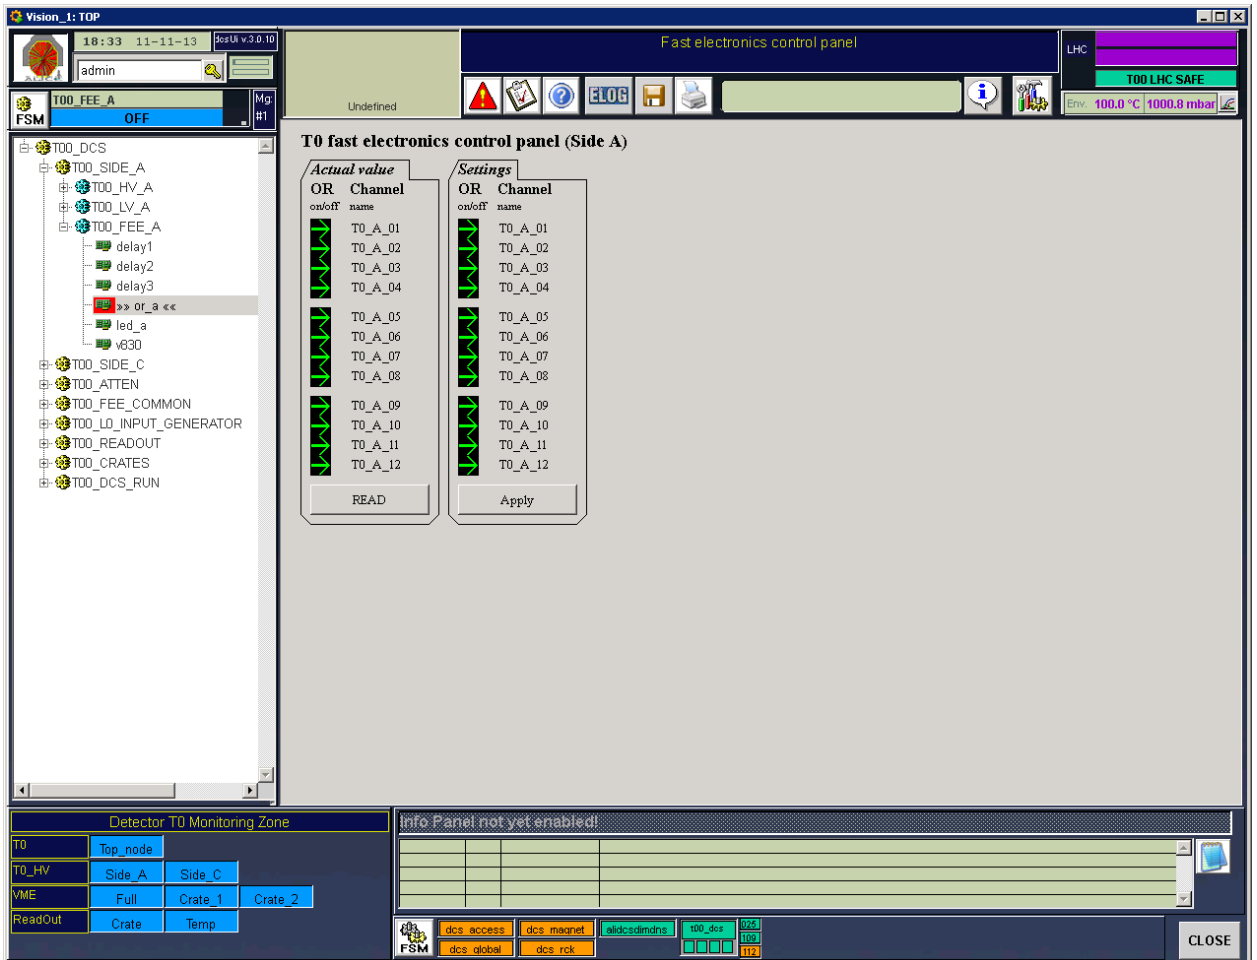 Vision_1: TOP
18:33 11-11-13
dcsUi v.3.0.10
admin
ALICE
T00_FEE_A
OFF
FSM
Mg:
#1
Undefined
Fast electronics control panel
ELOG
LHC
T00 LHC SAFE
Env. 100.0 °C 1000.8 mbar
T00_DCS
T00_SIDE_A
T00_HV_A
T00_LV_A
T00_FEE_A
delay1
delay2
delay3
»» or_a ««
led_a
v830
T00_SIDE_C
T00_ATTEN
T00_FEE_COMMON
T00_L0_INPUT_GENERATOR
T00_READOUT
T00_CRATES
T00_DCS_RUN
T0 fast electronics control panel (Side A)
Actual value
OR Channel
on/off name
T0_A_01
T0_A_02
T0_A_03
T0_A_04
T0_A_05
T0_A_06
T0_A_07
T0_A_08
T0_A_09
T0_A_10
T0_A_11
T0_A_12
READ
Settings
OR Channel
on/off name
T0_A_01
T0_A_02
T0_A_03
T0_A_04
T0_A_05
T0_A_06
T0_A_07
T0_A_08
T0_A_09
T0_A_10
T0_A_11
T0_A_12
Apply
Detector T0 Monitoring Zone
T0 Top_node
T0_HV Side_A Side_C
VME Full Crate_1 Crate_2
ReadOut Crate Temp
Info Panel not yet enabled!
FSM
dcs_access dcs_magnet alidcsdimdns t00_dcs 025
109
dcs_global dcs_rck 112
CLOSE